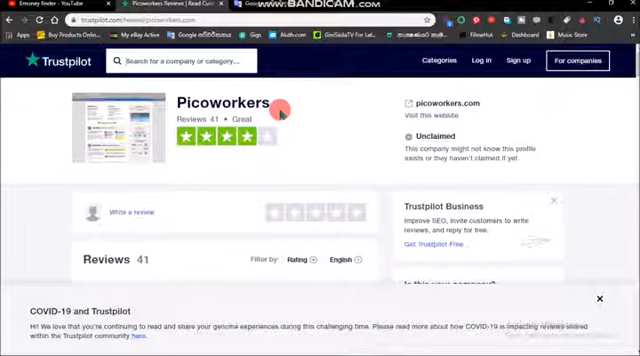 Emoney finder - YouTube
Picoworkers Reviews | Read Cus
www.BANDICAM.com
trustpilot.com/review/picoworkers.com
Apps
Buy Products Online...
My eBay Active
Gig
Aluth.com
GiniSisilaTV For Lat...
FilmeHut
Dashboard
Music Store
Trustpilot
Search for a company or category...
Categories
Log in
Sign up
For companies
Picoworkers
Reviews 41 • Great
picoworkers.com
Visit this website
Unclaimed
This company might not know this profile
exists or they haven't claimed it yet.
Write a review
Trustpilot Business
Improve SEO, invite customers to write
reviews, and reply for free.
Get Trustpilot Free
Reviews 41
Filter by:
Rating
English
Is this your company?
COVID-19 and Trustpilot
Hi! We love that you're continuing to read and share your genuine experiences during this challenging time. Please read more about how COVID-19 is impacting reviews shared
within the Trustpilot community here.